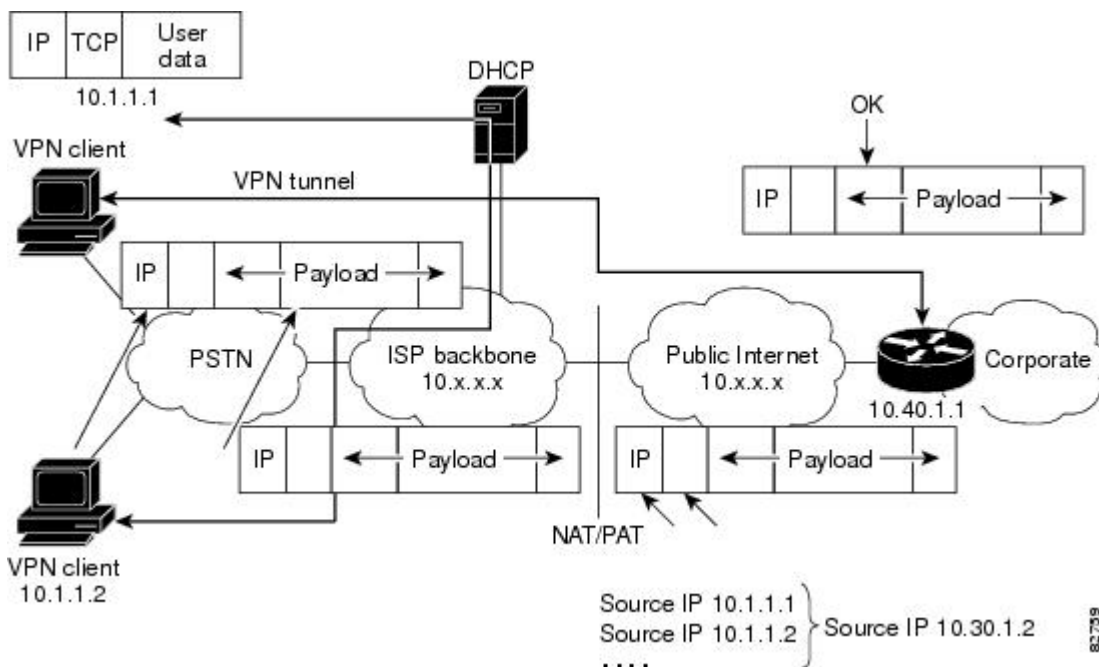 IP TCP User data
10.1.1.1
DHCP
OK
VPN client
VPN tunnel
IP Payload
IP Payload
PSTN
ISP backbone
10.x.x.x
Public Internet
10.x.x.x
Corporate
10.40.1.1
IP Payload
IP Payload
NAT/PAT
VPN client
10.1.1.2
Source IP 10.1.1.1
Source IP 10.1.1.2
....
Source IP 10.30.1.2
82759